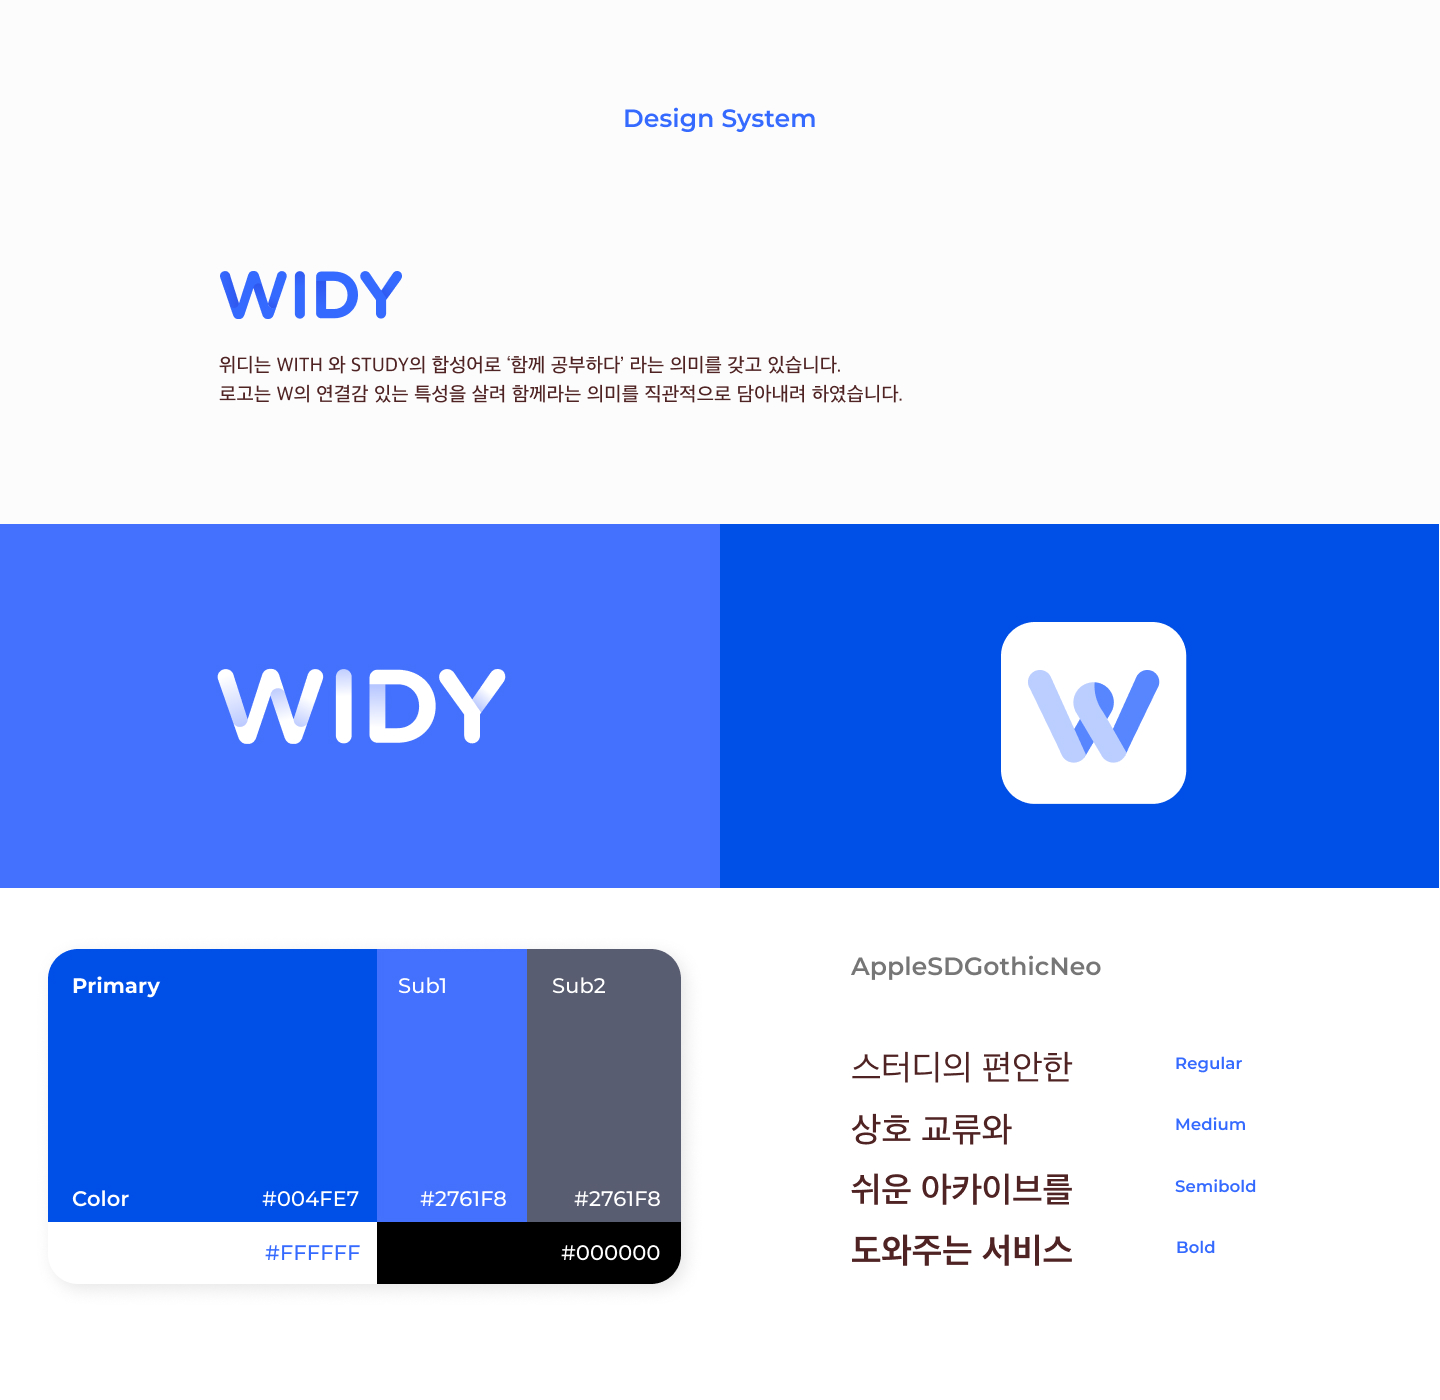 Design System
WIDY
위디는 WITH 와 STUDY의 합성어로 ‘함께 공부하다’ 라는 의미를 갖고 있습니다.
로고는 W의 연결감 있는 특성을 살려 함께라는 의미를 직관적으로 담아내려 하였습니다.
WIDY
W
Primary
Sub1
Sub2
Color
#004FE7
#2761F8
#2761F8
#FFFFFF
#000000
AppleSDGothicNeo
스터디의 편안한
Regular
상호 교류와
Medium
쉬운 아카이브를
Semibold
도와주는 서비스
Bold